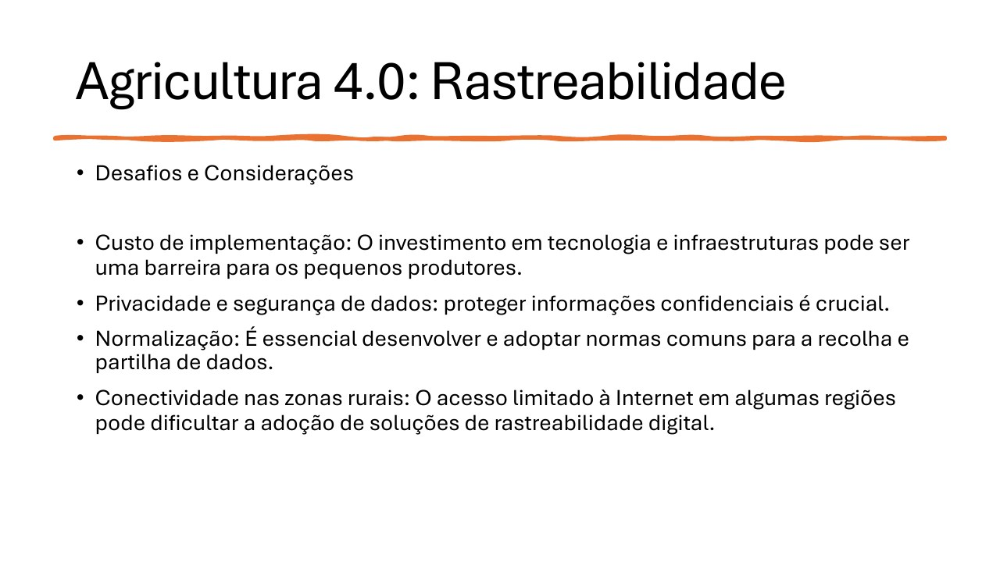 Agricultura 4.0: Rastreabilidade
• Desafios e Considerações
• Custo de implementação: O investimento em tecnologia e infraestruturas pode ser
uma barreira para os pequenos produtores.
• Privacidade e segurança de dados: proteger informações confidenciais é crucial.
• Normalização: É essencial desenvolver e adoptar normas comuns para a recolha e
partilha de dados.
• Conectividade nas zonas rurais: O acesso limitado à Internet em algumas regiões
pode dificultar a adoção de soluções de rastreabilidade digital.